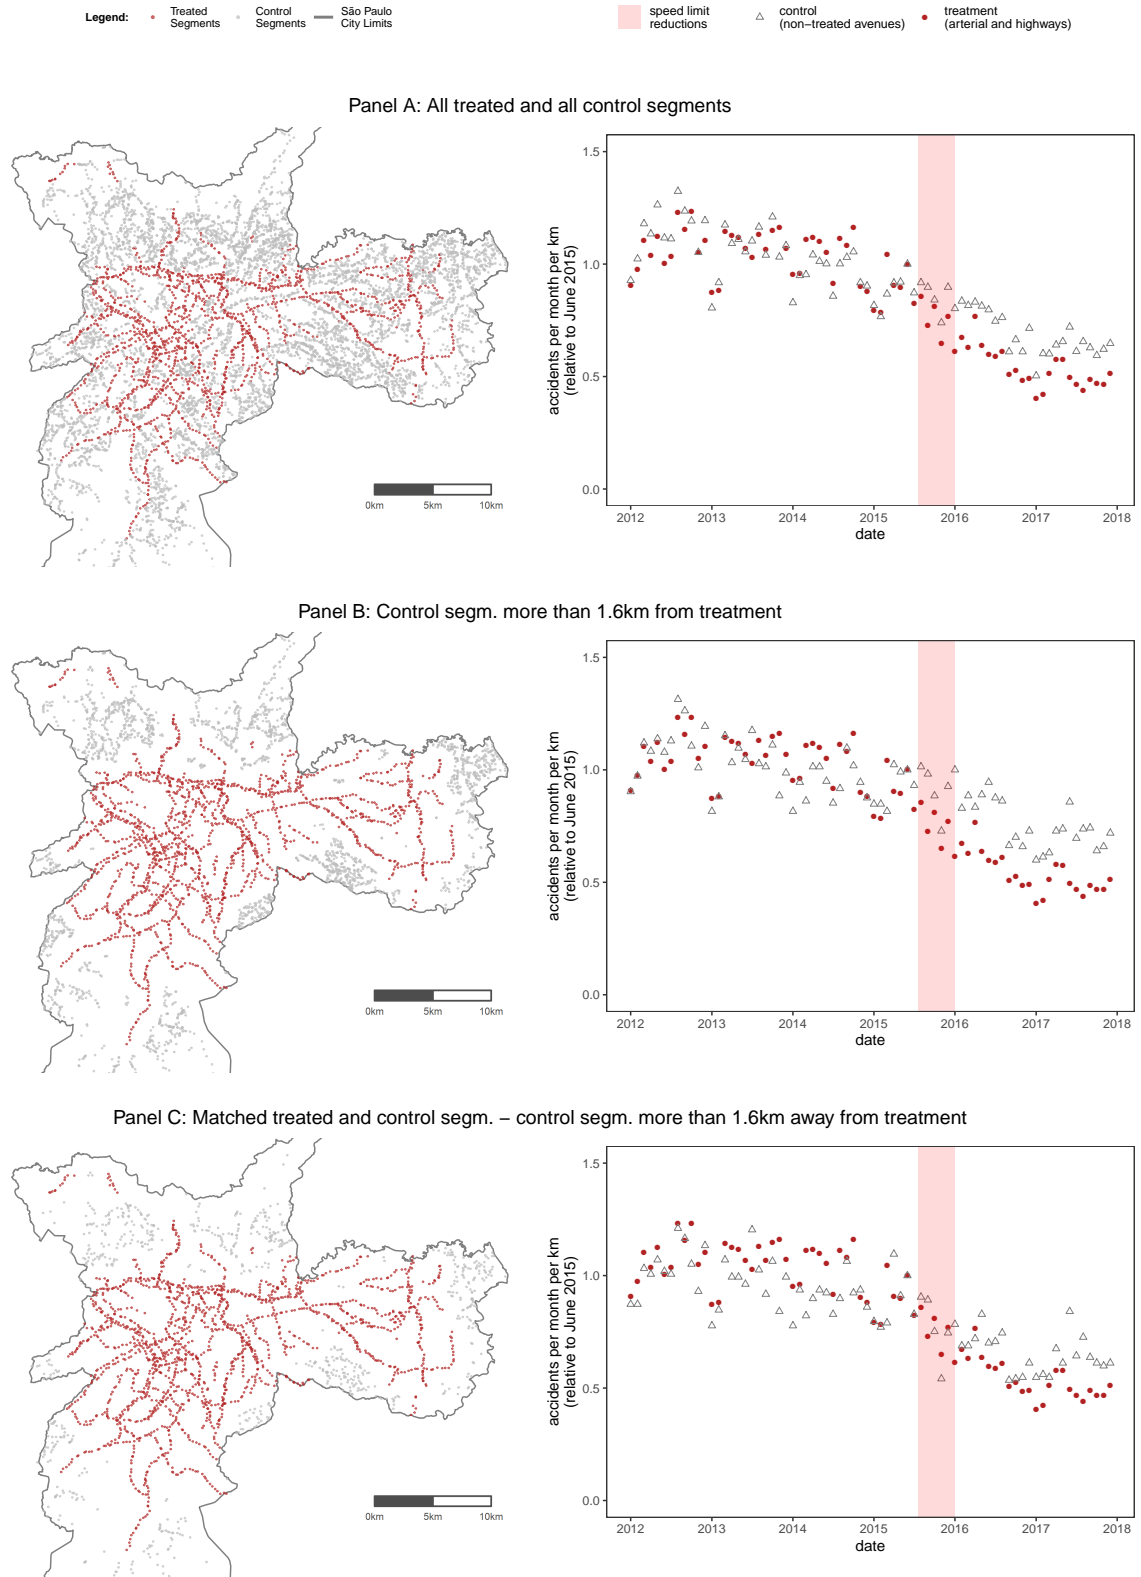 Legend:
Treated
Segments
Control
Segments
São Paulo
City Limits
speed limit
reductions
control
(non−treated avenues)
treatment
(arterial and highways)
Panel A: All treated and all control segments
0km
5km
10km
accidents per month per km
(relative to June 2015)
1.5
1.0
0.5
0.0
2012
2013
2014
2015
2016
2017
2018
date
Panel B: Control segm. more than 1.6km from treatment
0km
5km
10km
accidents per month per km
(relative to June 2015)
1.5
1.0
0.5
0.0
2012
2013
2014
2015
2016
2017
2018
date
Panel C: Matched treated and control segm. − control segm. more than 1.6km away from treatment
0km
5km
10km
accidents per month per km
(relative to June 2015)
1.5
1.0
0.5
0.0
2012
2013
2014
2015
2016
2017
2018
date